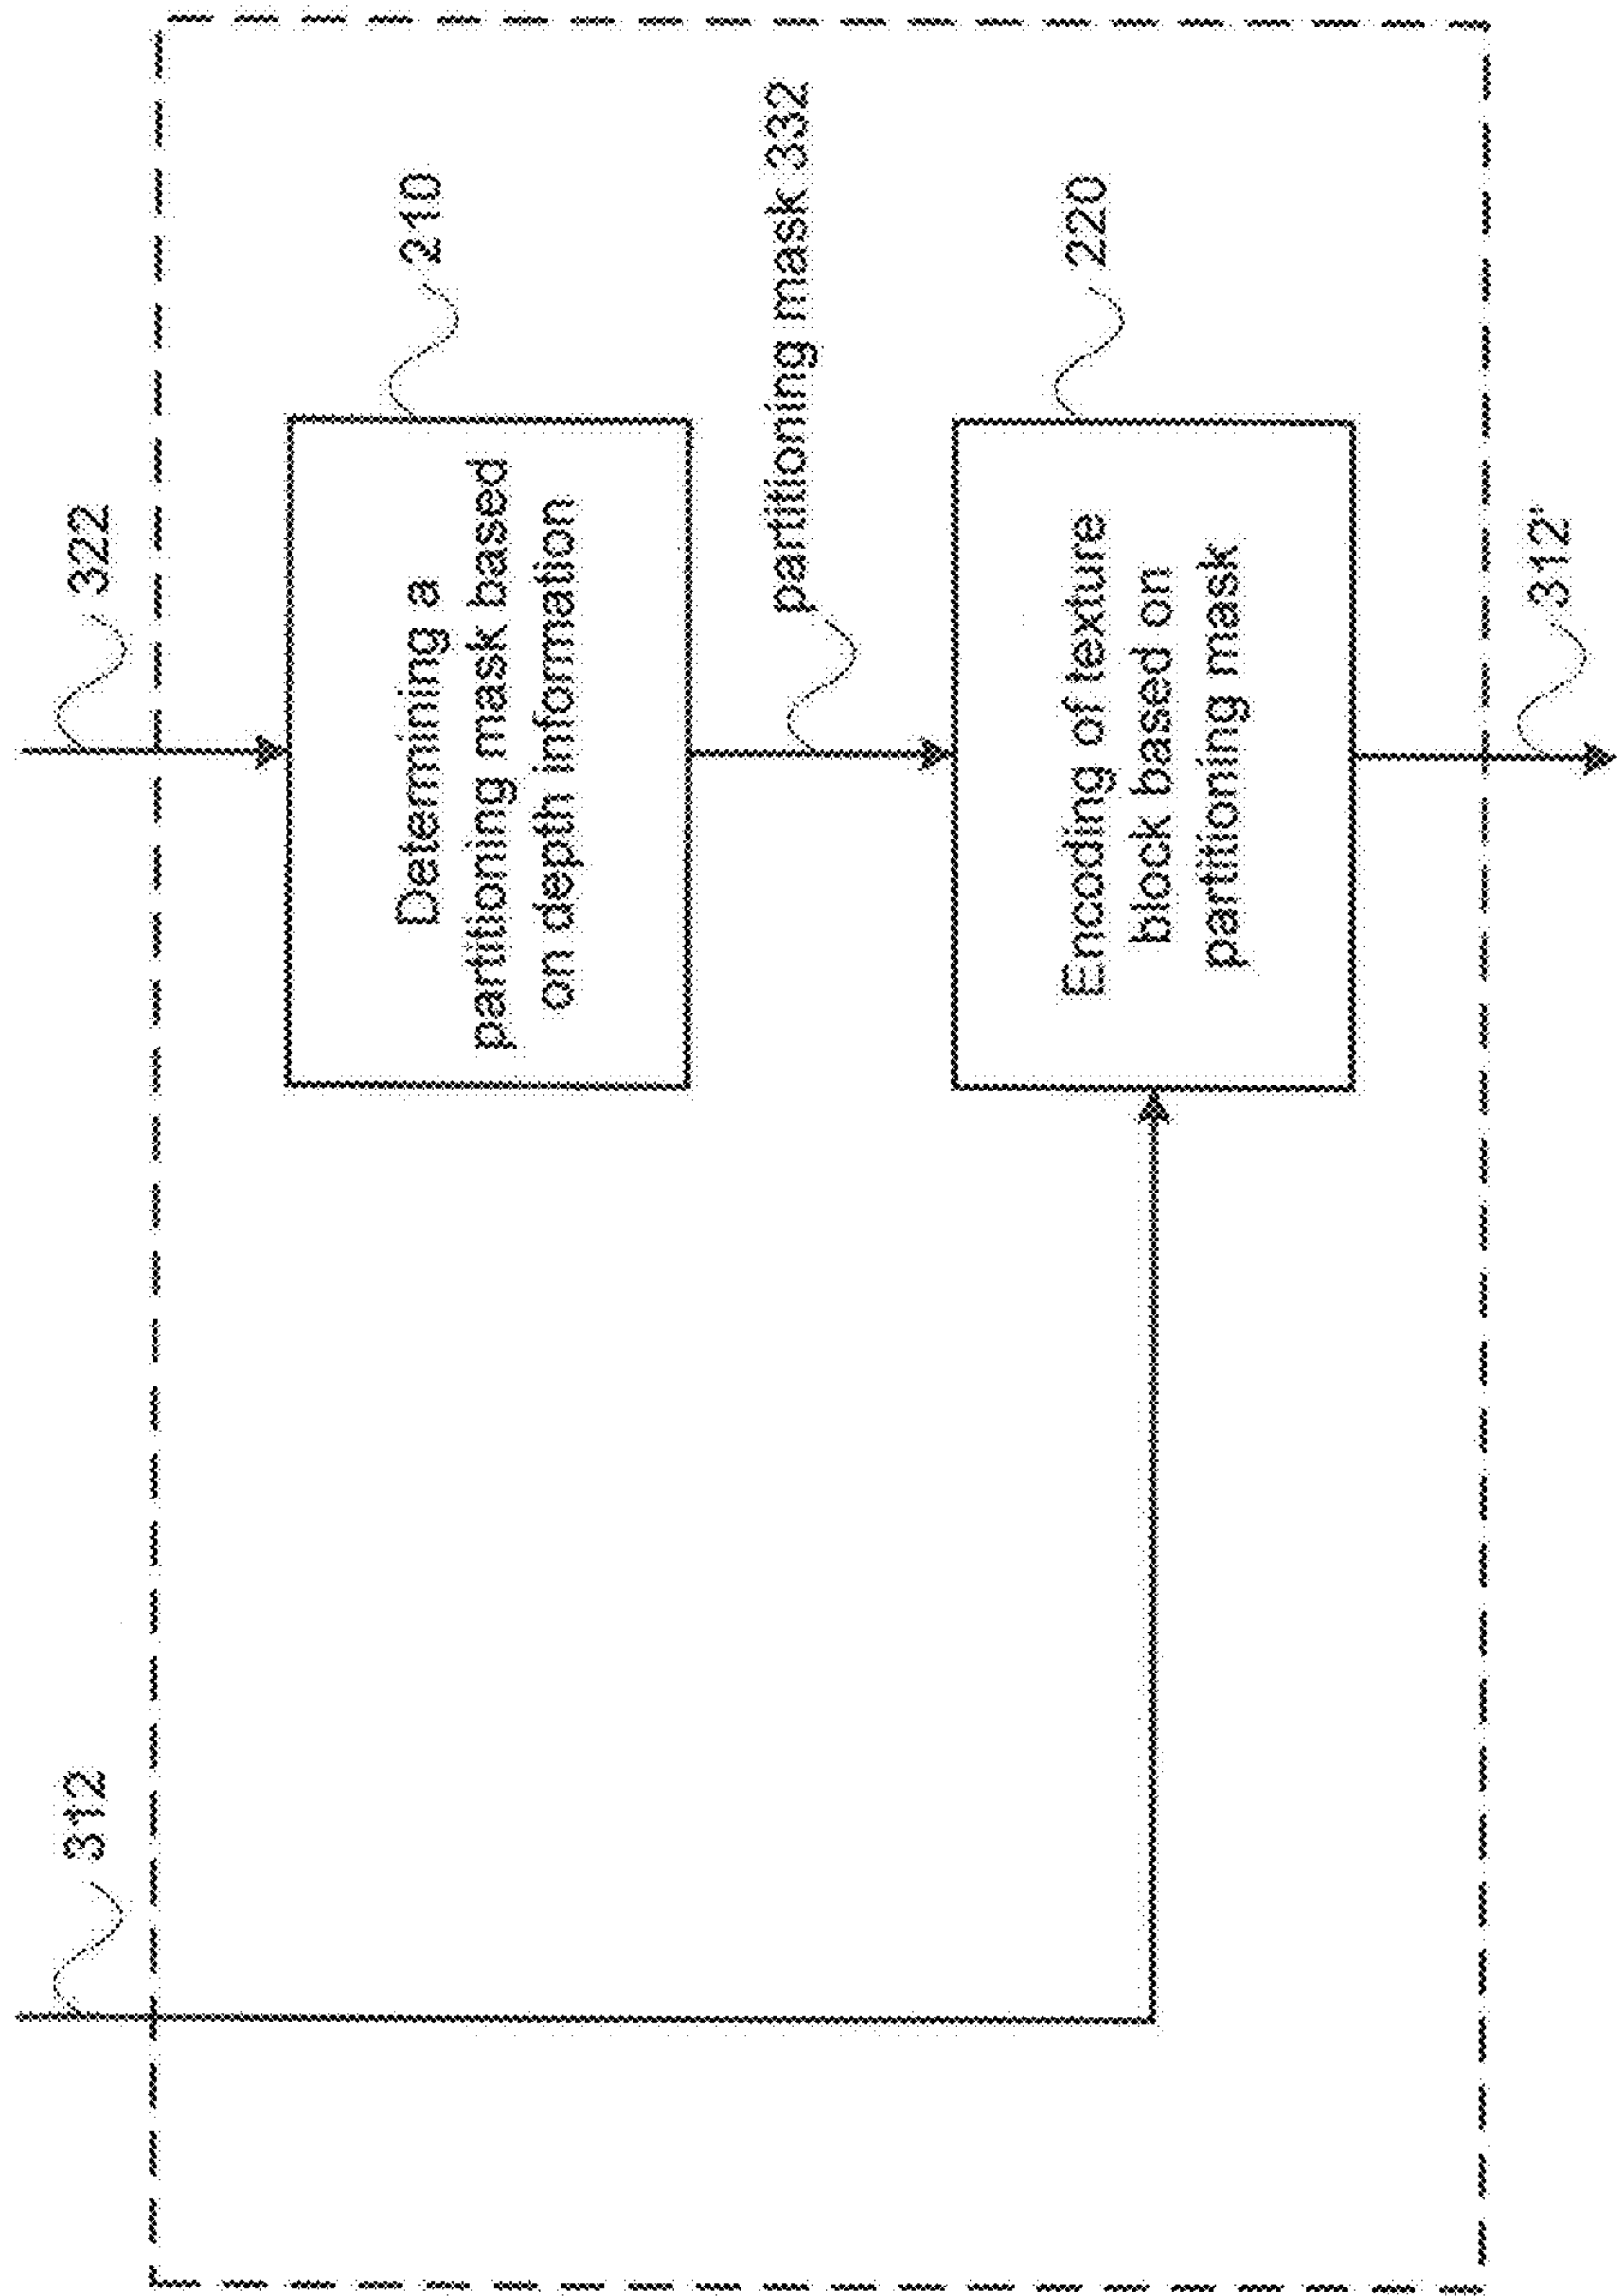 312
322
Determining a
partitioning mask based
on depth information
210
partitioning mask 332
Encoding of texture
block based on
partitioning mask
220
312'